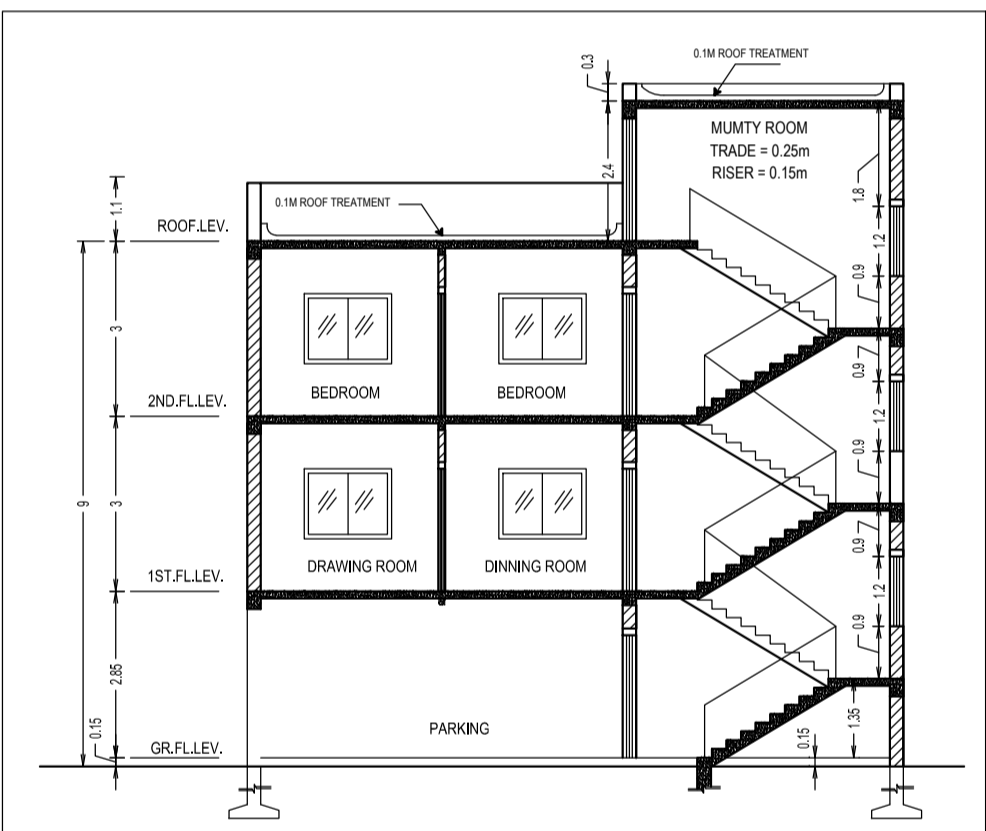 0.1M ROOF TREATMENT
0.3
MUMTY ROOM
TRADE = 0.25m
RISER = 0.15m
2.4
1.8
1.1
0.1M ROOF TREATMENT
ROOF.LEV.
1.2
0.9
3
BEDROOM
BEDROOM
0.9
2ND.FL.LEV.
1.2
0.9
9
3
DRAWING ROOM
DINNING ROOM
0.9
1ST.FL.LEV.
1.2
0.9
2.85
PARKING
1.35
0.15
GR.FL.LEV.
0.15